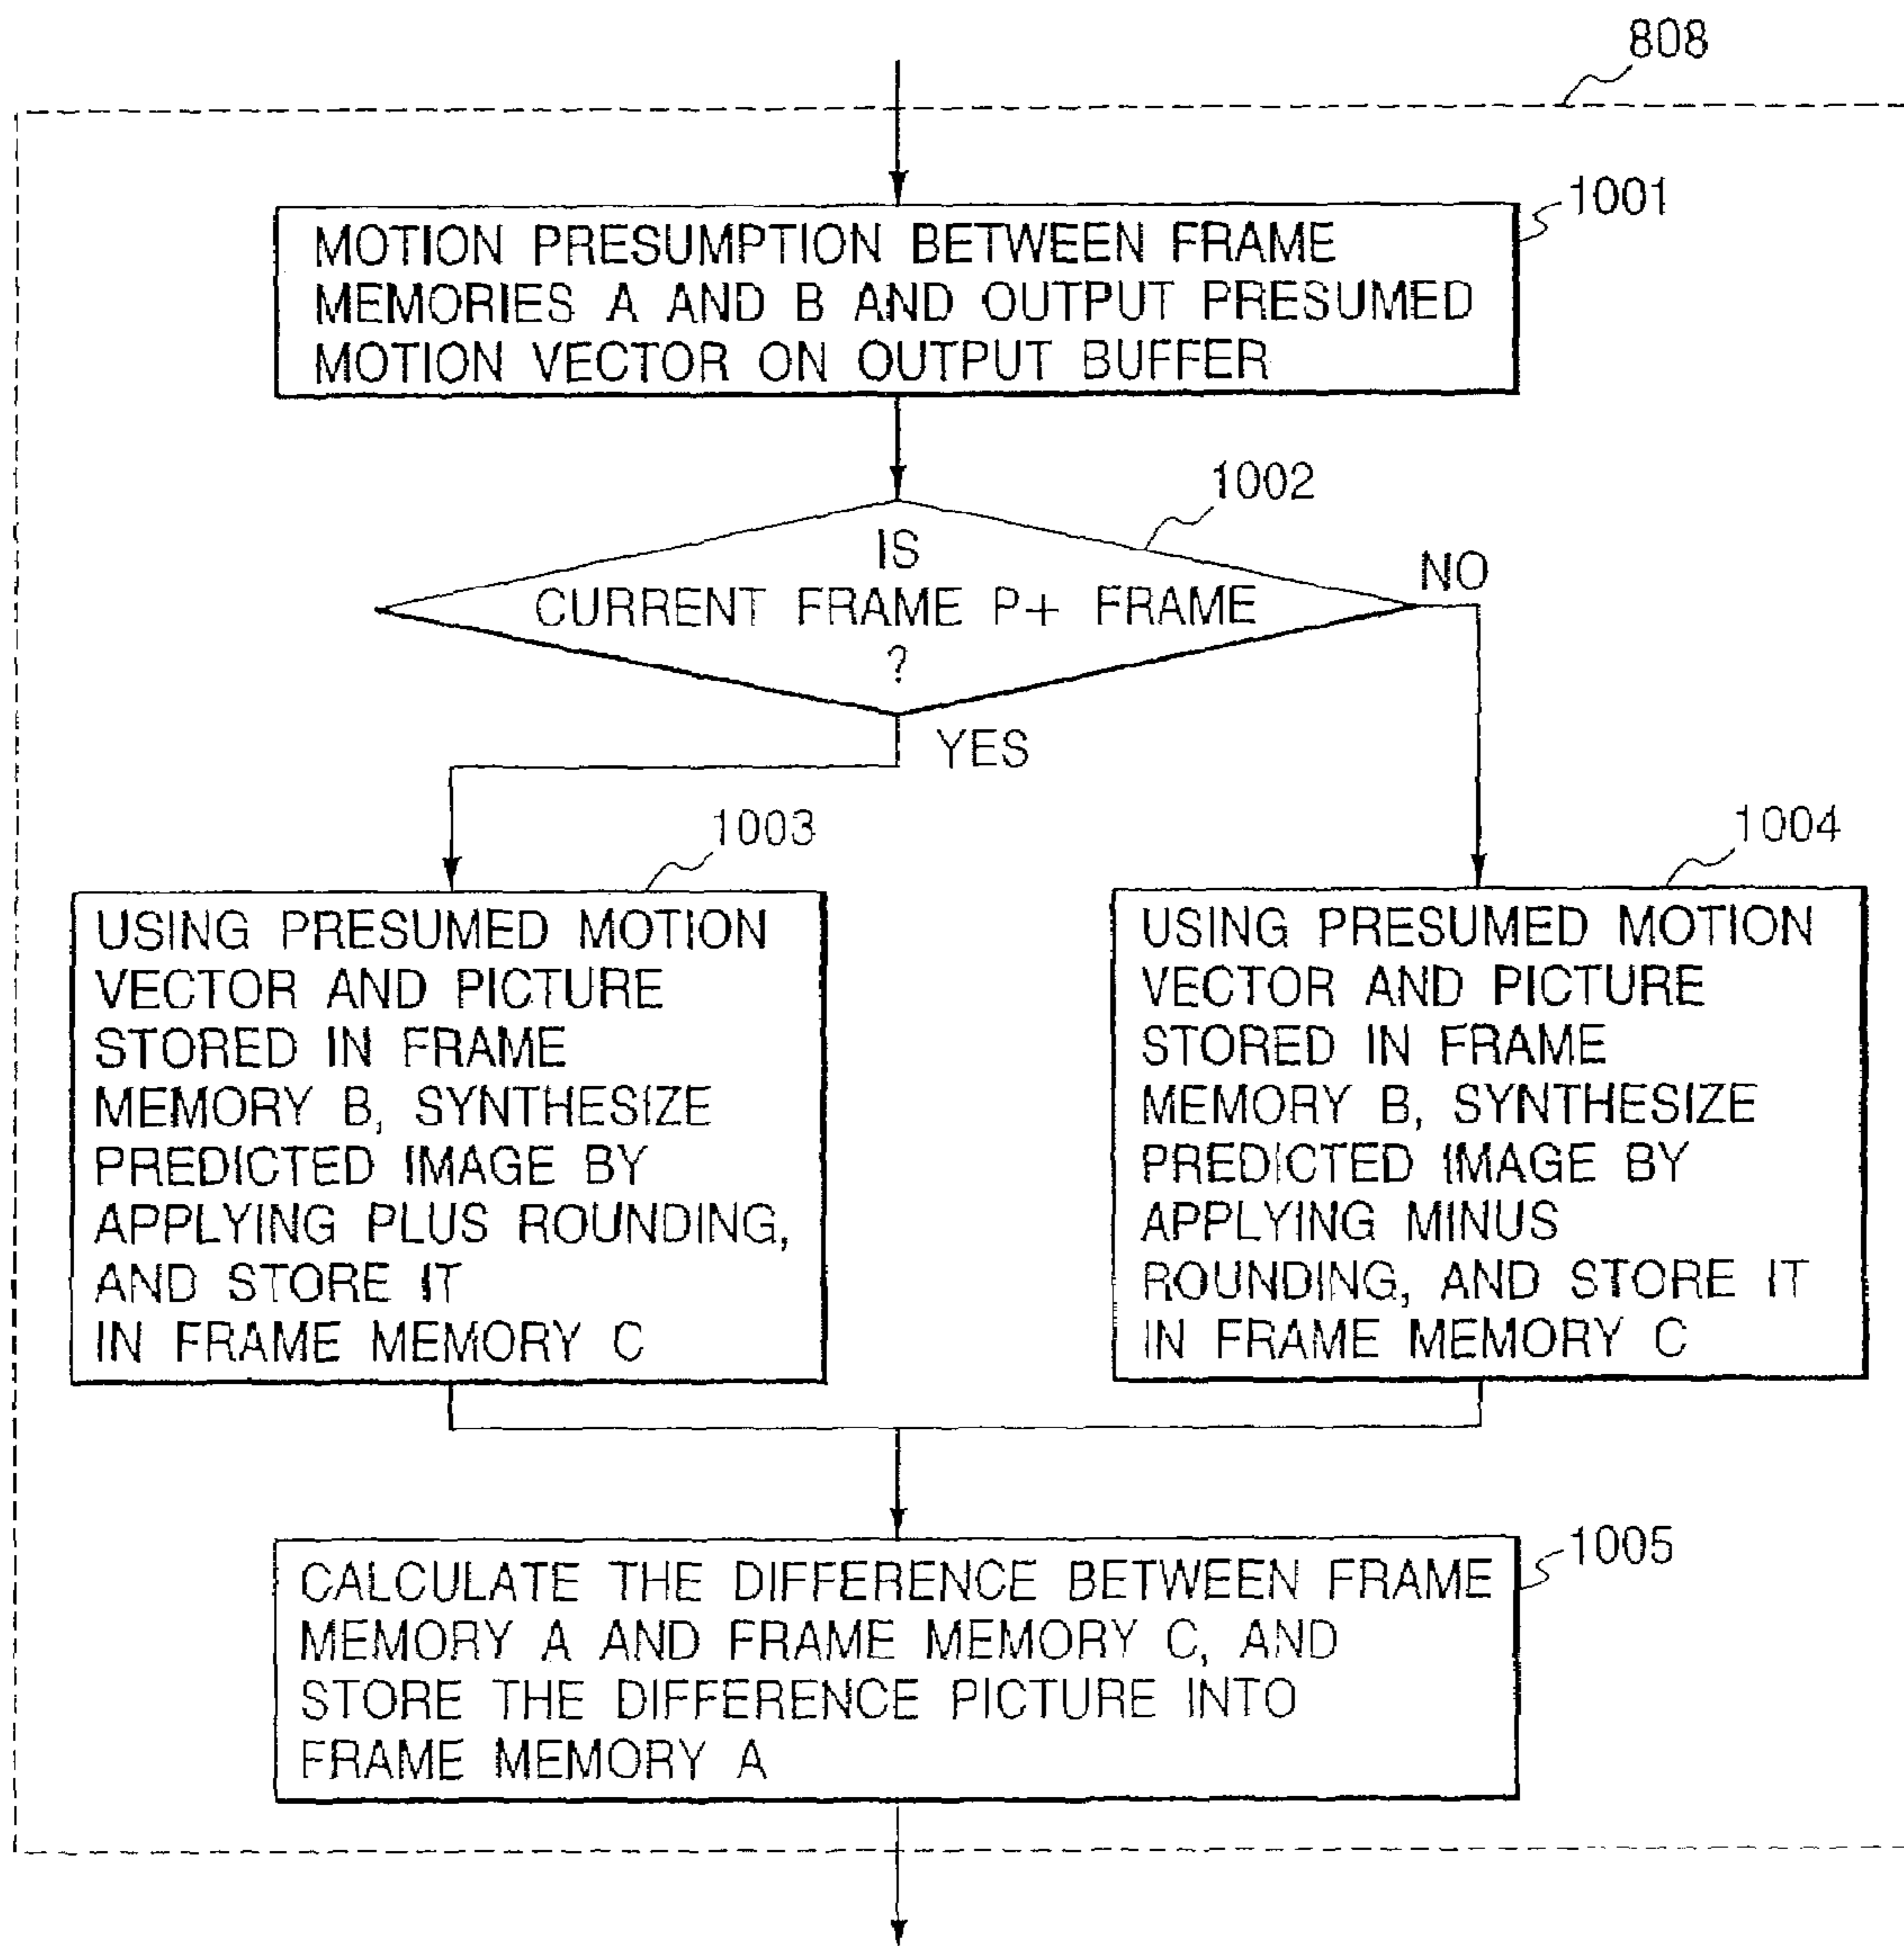 808
1001
MOTION PRESUMPTION BETWEEN FRAME
MEMORIES A AND B AND OUTPUT PRESUMED
MOTION VECTOR ON OUTPUT BUFFER
1002
IS
CURRENT FRAME P+ FRAME
?
NO
YES
1003
USING PRESUMED MOTION
VECTOR AND PICTURE
STORED IN FRAME
MEMORY B, SYNTHESIZE
PREDICTED IMAGE BY
APPLYING PLUS ROUNDING,
AND STORE IT
IN FRAME MEMORY C
1004
USING PRESUMED MOTION
VECTOR AND PICTURE
STORED IN FRAME
MEMORY B, SYNTHESIZE
PREDICTED IMAGE BY
APPLYING MINUS
ROUNDING, AND STORE IT
IN FRAME MEMORY C
1005
CALCULATE THE DIFFERENCE BETWEEN FRAME
MEMORY A AND FRAME MEMORY C, AND
STORE THE DIFFERENCE PICTURE INTO
FRAME MEMORY A